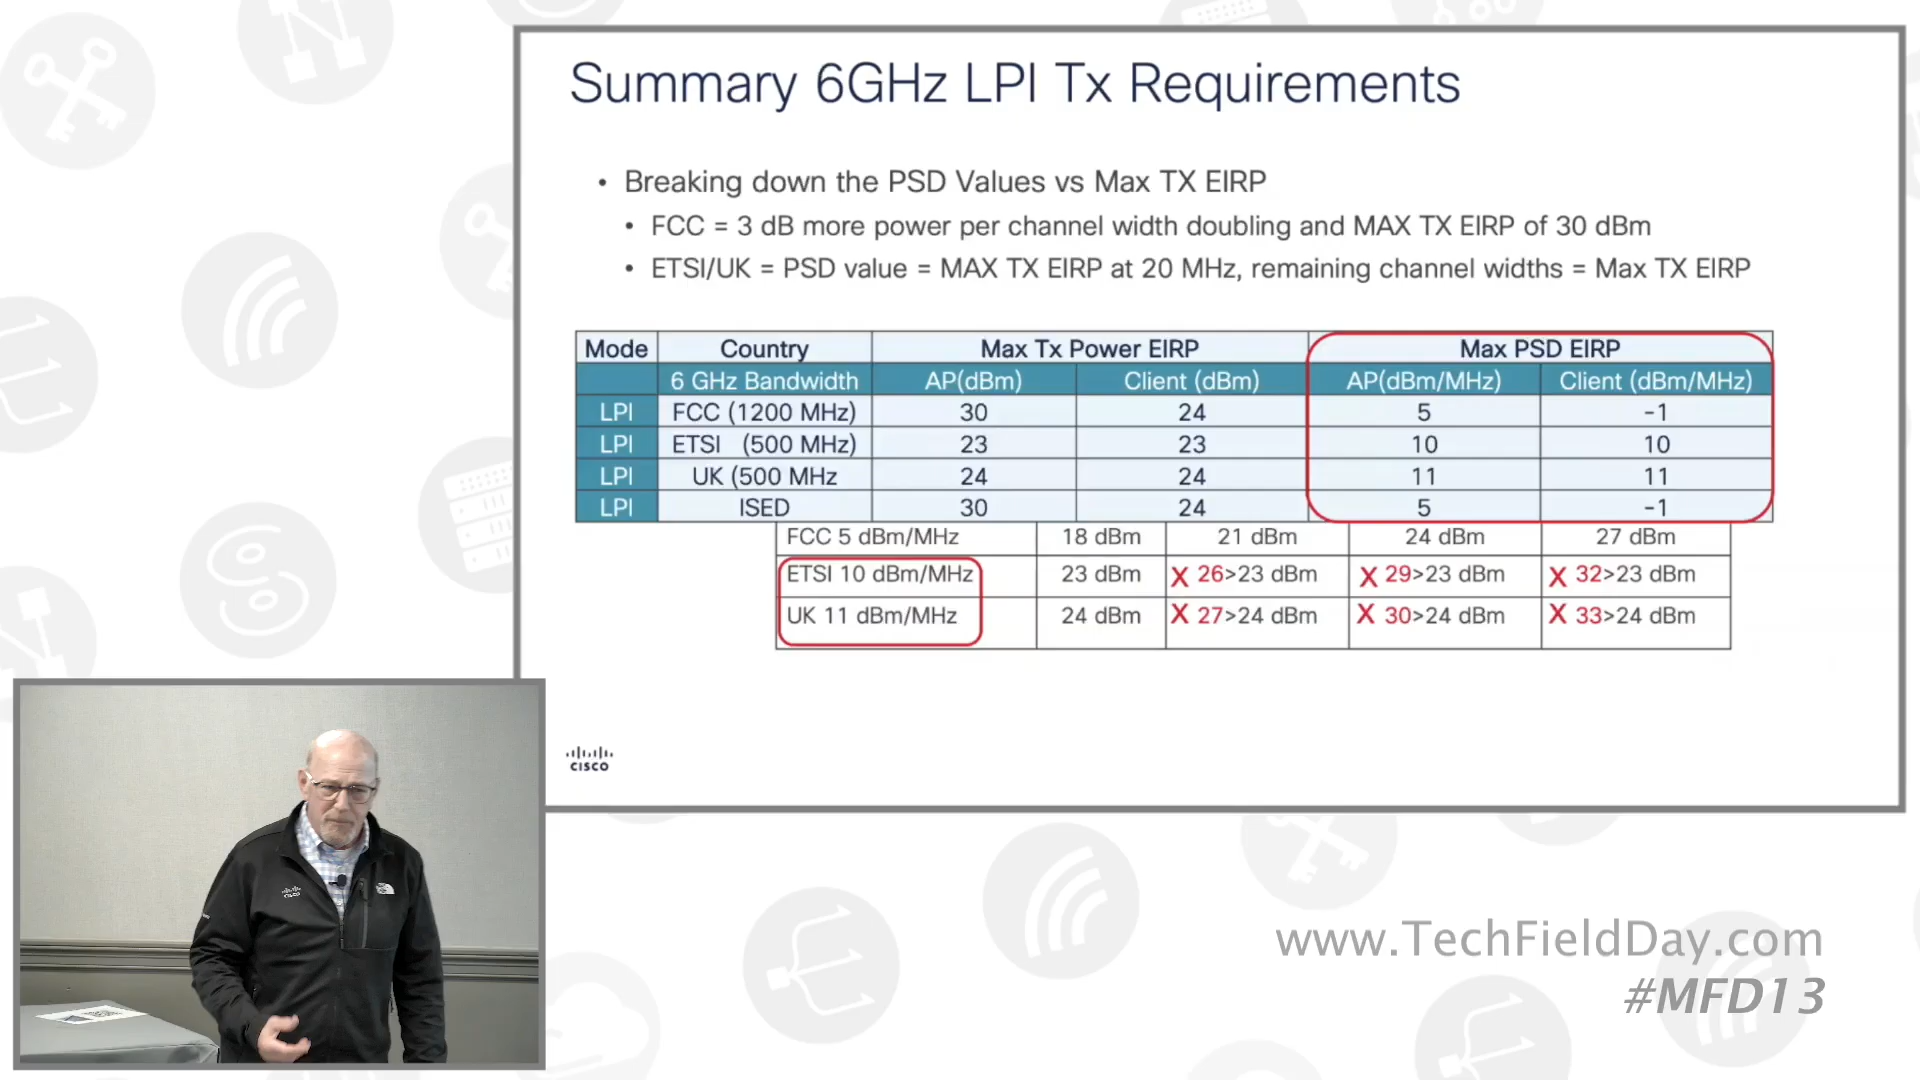 Summary 6GHz LPI Tx Requirements
• Breaking down the PSD Values vs Max TX EIRP
• FCC = 3 dB more power per channel width doubling and MAX TX EIRP of 30 dBm
• ETSI/UK = PSD value = MAX TX EIRP at 20 MHz, remaining channel widths = Max TX EIRP
Mode Country Max Tx Power EIRP Max PSD EIRP
6 GHz Bandwidth AP(dBm) Client (dBm) AP(dBm/MHz) Client (dBm/MHz)
LPI FCC (1200 MHz) 30 24 5 -1
LPI ETSI (500 MHz) 23 23 10 10
LPI UK (500 MHz 24 24 11 11
LPI ISED 30 24 5 -1
FCC 5 dBm/MHz 18 dBm 21 dBm 24 dBm 27 dBm
ETSI 10 dBm/MHz 23 dBm X 26>23 dBm X 29>23 dBm X 32>23 dBm
UK 11 dBm/MHz 24 dBm X 27>24 dBm X 30>24 dBm X 33>24 dBm
CISCO
www.TechFieldDay.com
#MFD13